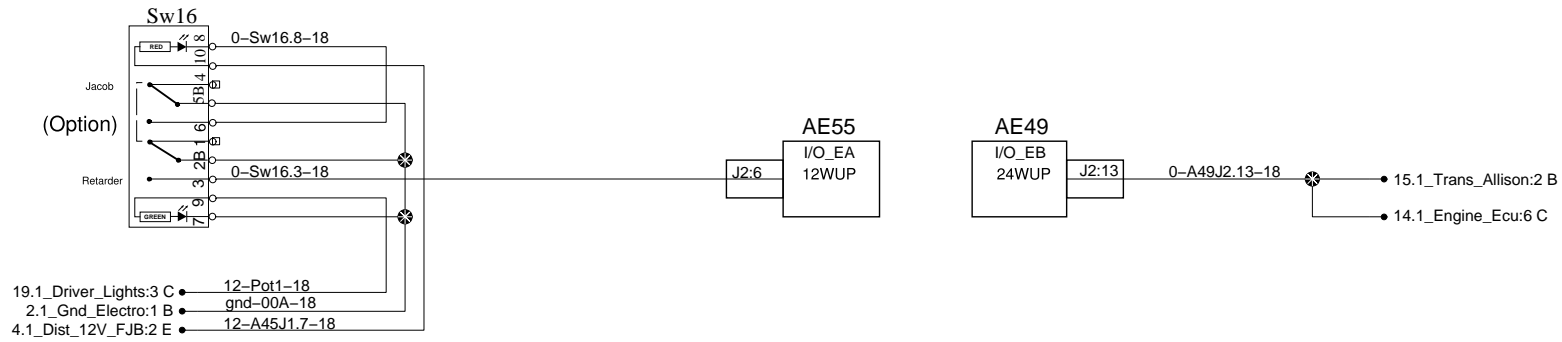 Sw16
RED
8
0−Sw16.8−18
10
4
Jacob
5B
(Option)
6
1
2B
Retarder
3
0−Sw16.3−18
9
GREEN
7
AE55
I/O_EA
12WUP
J2:6
AE49
I/O_EB
24WUP
J2:13
0−A49J2.13−18
15.1_Trans_Allison:2 B
14.1_Engine_Ecu:6 C
19.1_Driver_Lights:3 C
12−Pot1−18
2.1_Gnd_Electro:1 B
gnd−00A−18
4.1_Dist_12V_FJB:2 E
12−A45J1.7−18